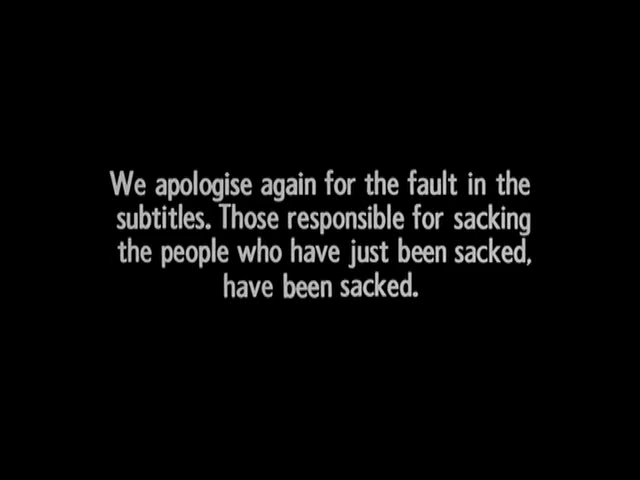 We apologise again for the fault in the
subtitles. Those responsible for sacking
the people who have just been sacked,
have been sacked.